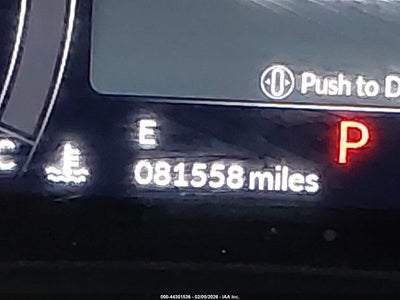 Push to D
E
P
C
081558 miles
000-44301536 - 02/09/2026 - IAA Inc.